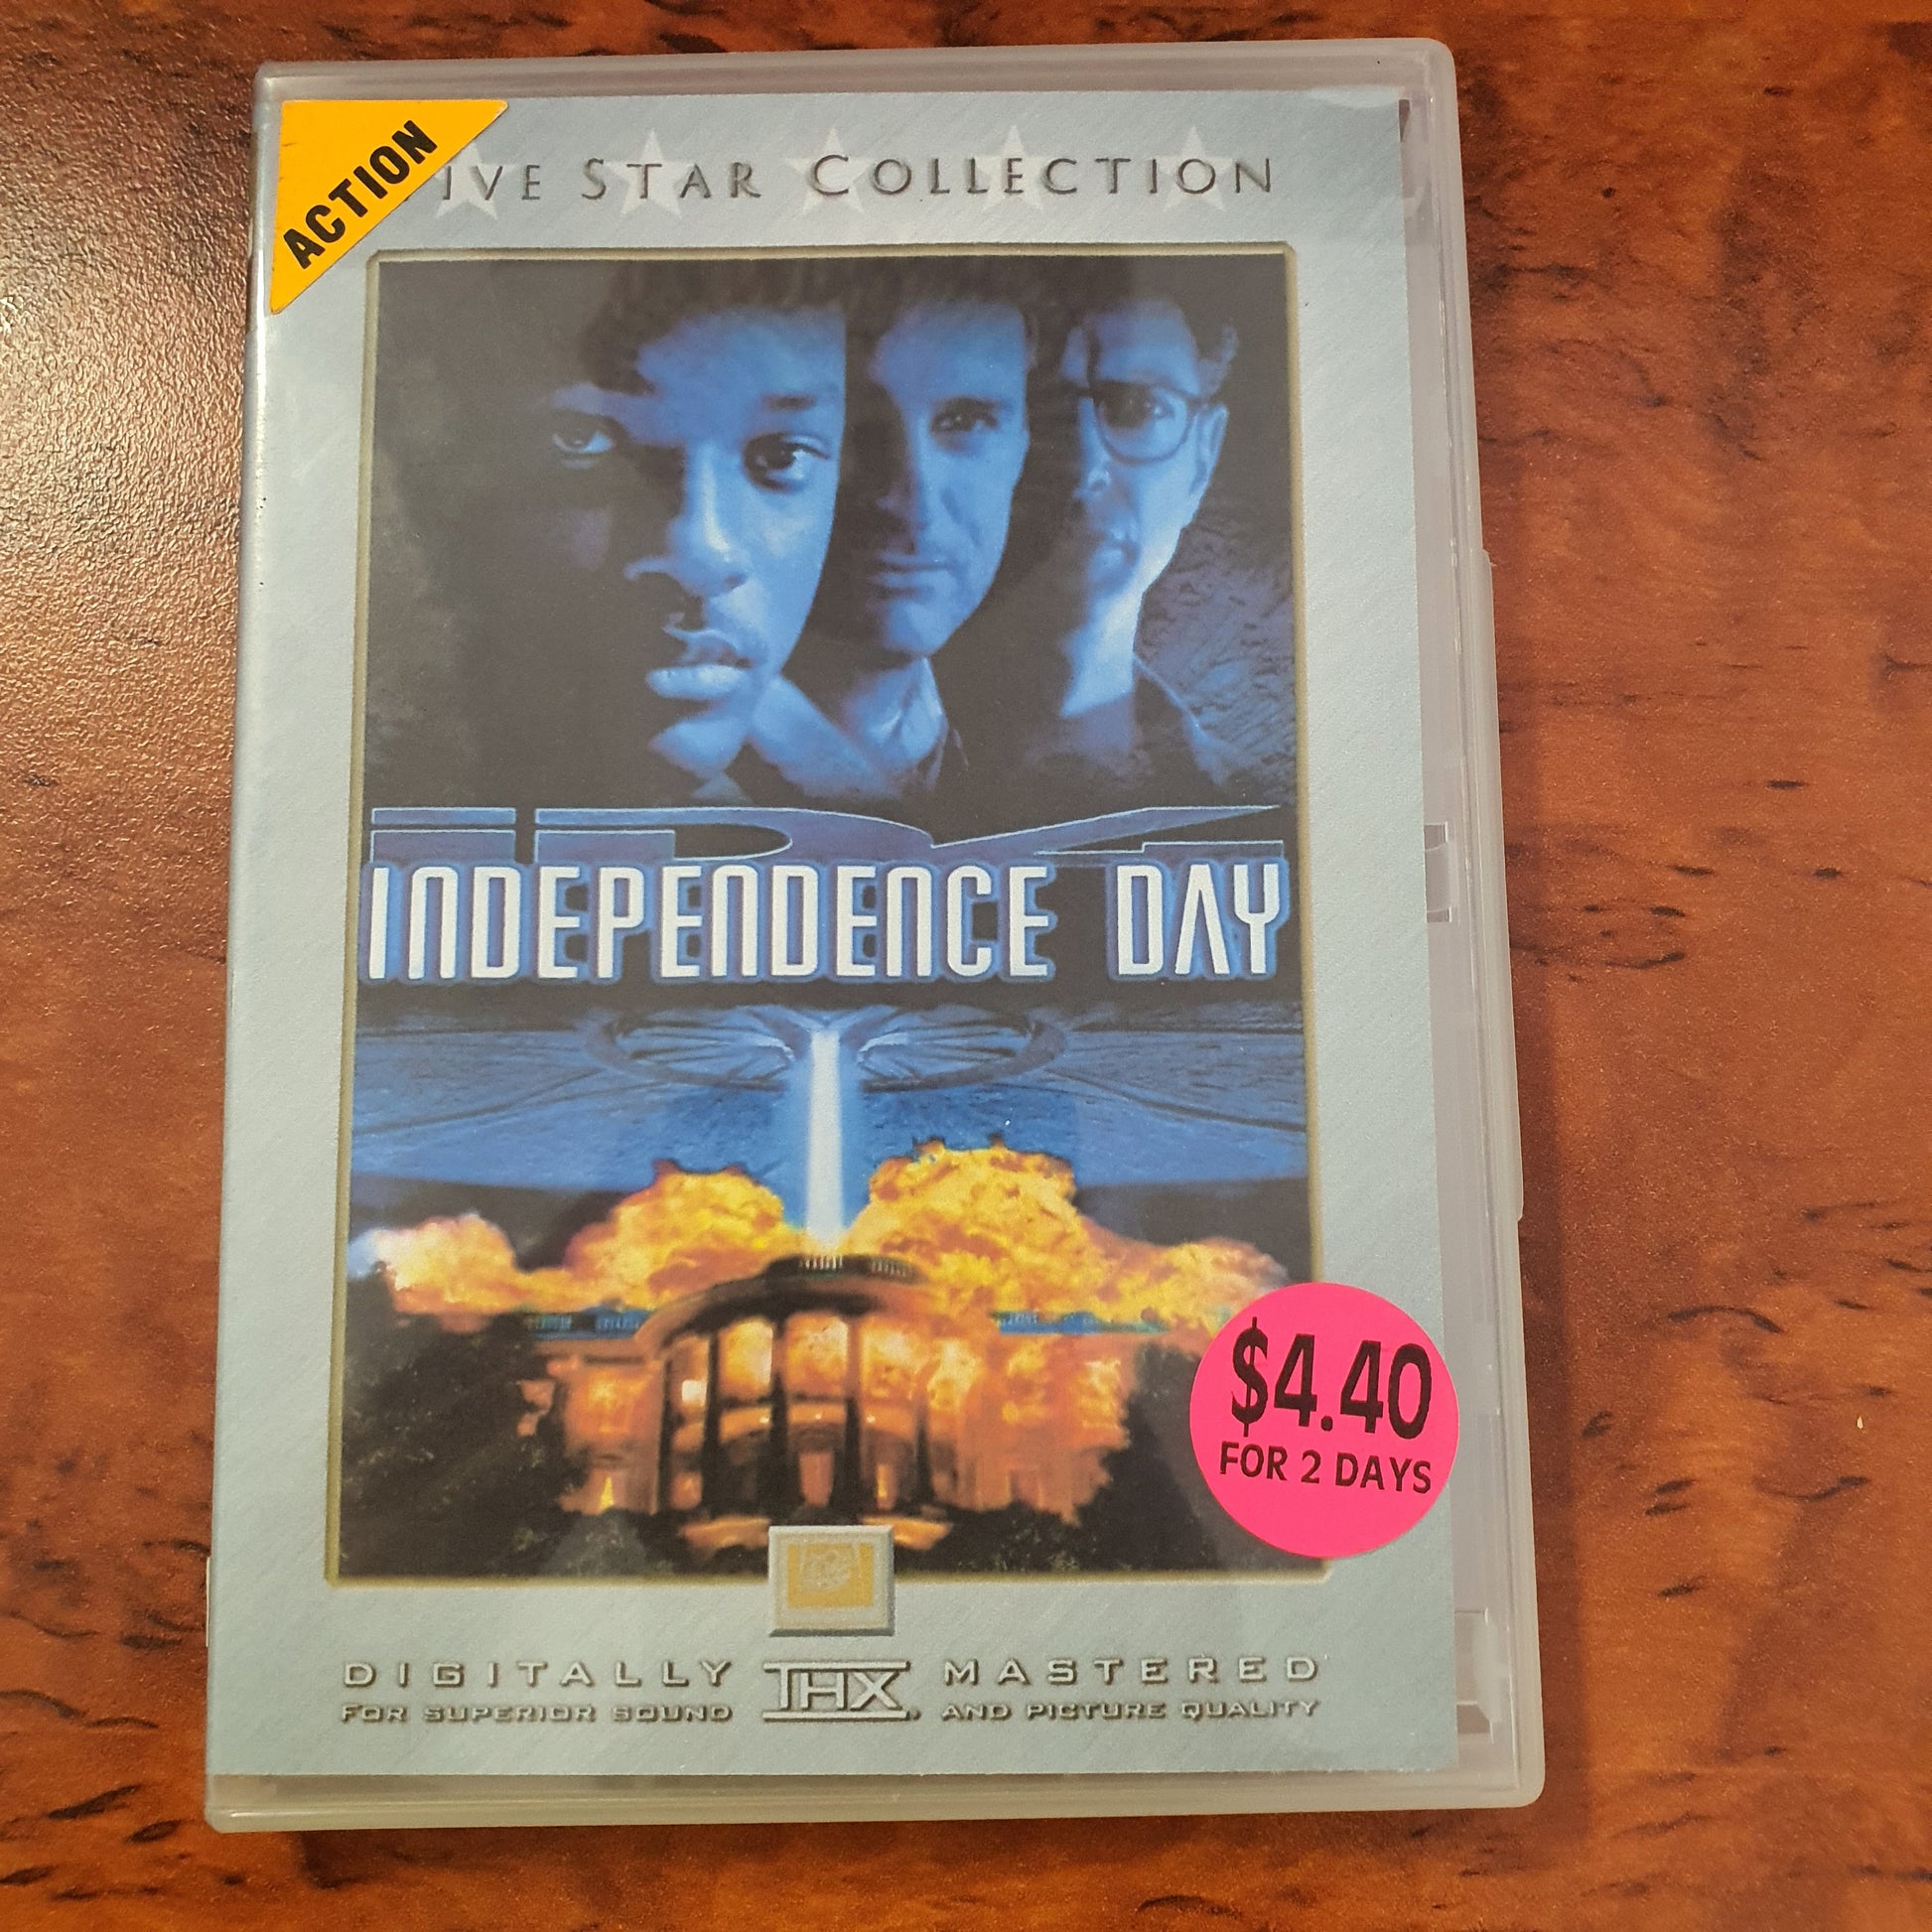 ACTION
IVE STAR COLLECTION
ID4
INDEPENDENCE DAY
$4.40
FOR 2 DAYS
DIGITALLY THX MASTERED
FOR SUPERIOR SOUND AND PICTURE QUALITY